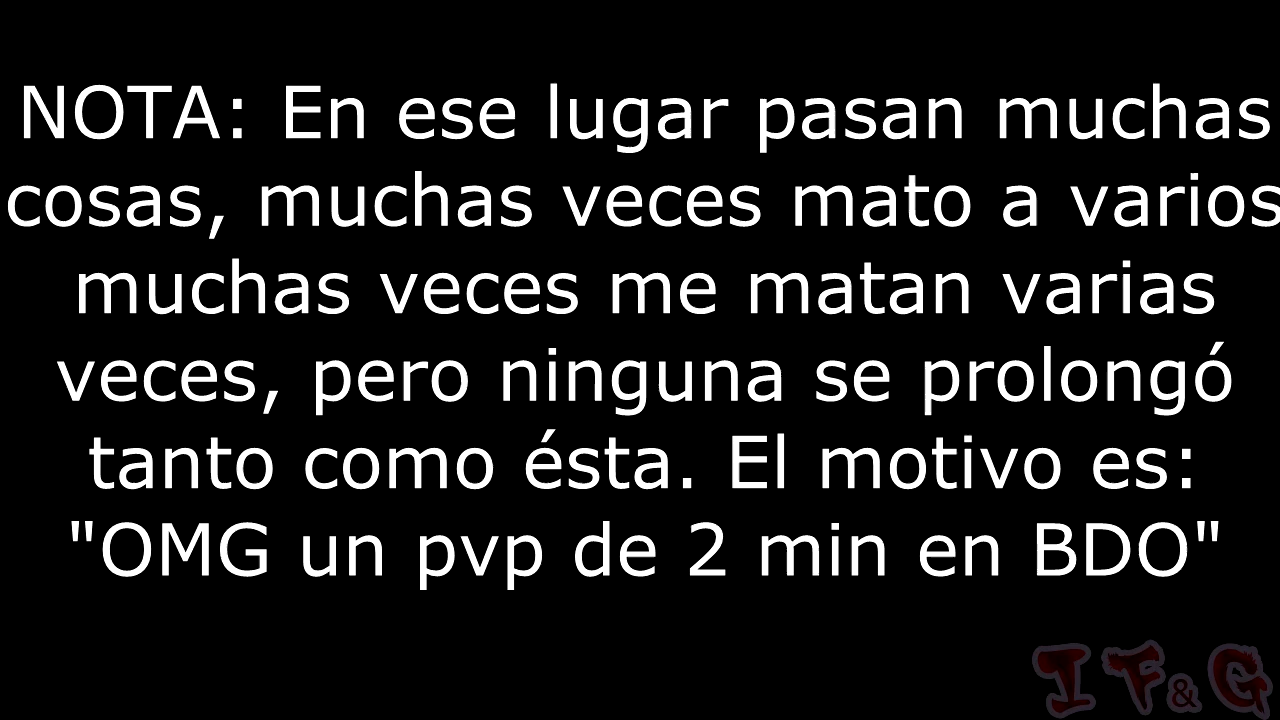 NOTA: En ese lugar pasan muchas
cosas, muchas veces mato a varios
muchas veces me matan varias
veces, pero ninguna se prolongó
tanto como ésta. El motivo es:
"OMG un pvp de 2 min en BDO"
I F & G